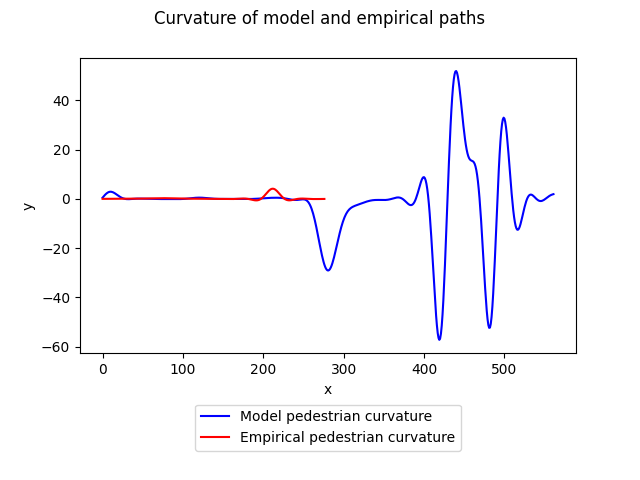 Curvature of model and empirical paths
y
40
20
0
−20
−40
−60
0 100 200 300 400 500
x
Model pedestrian curvature
Empirical pedestrian curvature